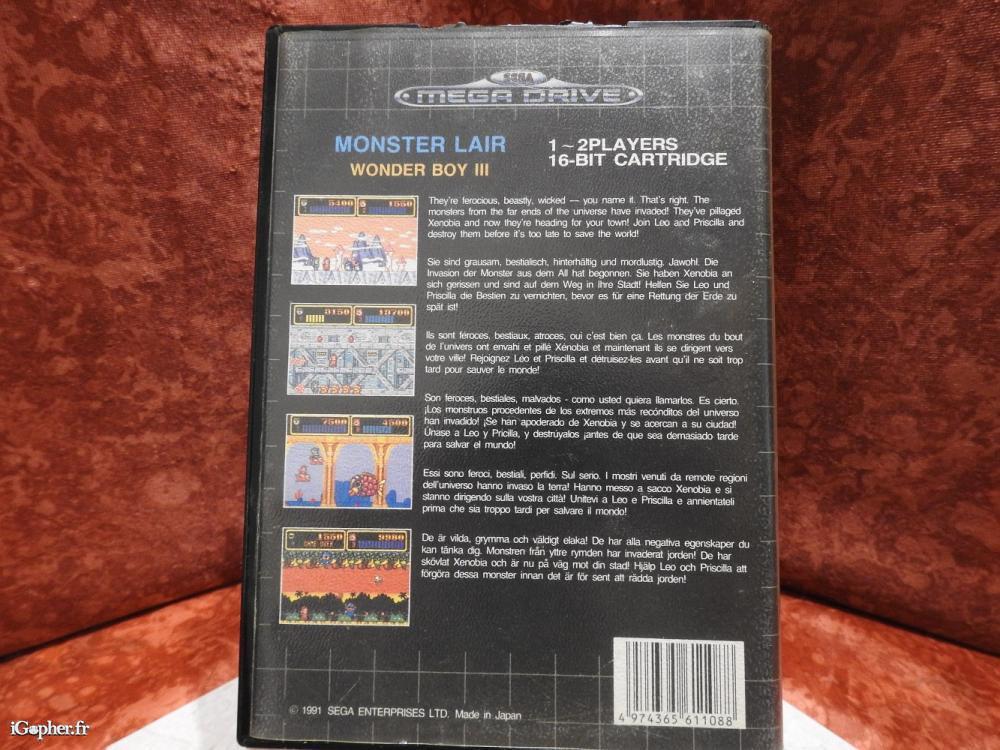 SEGA
MEGA DRIVE
MONSTER LAIR
WONDER BOY III
1~2PLAYERS
16-BIT CARTRIDGE
5400 1550
They're ferocious, beastly, wicked — you name it. That's right. The
monsters from the far ends of the universe have invaded! They've pillaged
Xenobia and now they're heading for your town! Join Leo and Priscilla and
destroy them before it's too late to save the world!
Sie sind grausam, bestialisch, hinterhältig und mordlustig. Jawohl. Die
Invasion der Monster aus dem All hat begonnen. Sie haben Xenobia an
sich gerissen und sind auf dem Weg in Ihre Stadt! Helfen Sie Leo und
Priscilla die Bestien zu vernichten, bevor es für eine Rettung der Erde zu
spät ist!
3150 19700
Ils sont féroces, bestiaux, atroces, oui c'est bien ça. Les monstres du bout
de l'univers ont envahi et pillé Xénobia et maintenant ils se dirigent vers
votre ville! Rejoignez Léo et Priscilla et détruisez-les avant qu'il ne soit trop
tard pour sauver le monde!
Son feroces, bestiales, malvados - como usted quiera llamarlos. Es cierto.
¡Los monstruos procedentes de los extremos más recónditos del universo
han invadido! ¡Se han apoderado de Xenobia y se acercan a su ciudad!
Únase a Leo y Pricilla, y destrúyalos ¡antes de que sea demasiado tarde
para salvar el mundo!
7500 4500
Essi sono feroci, bestiali, perfidi. Sul serio. I mostri venuti da remote regioni
dell'universo hanno invaso la terra! Hanno messo a sacco Xenobia e si
stanno dirigendo sulla vostra città! Unitevi a Leo e Priscilla e annientateli
prima che sia troppo tardi per salvare il mondo!
1550 9980
De är vilda, grymma och väldigt elaka! De har alla negativa egenskaper du
kan tänka dig. Monstren från yttre rymden har invaderat jorden! De har
skövlat Xenobia och är nu på väg mot din stad! Hjälp Leo och Priscilla att
förgöra dessa monster innan det är för sent att rädda jorden!
© 1991 SEGA ENTERPRISES LTD. Made in Japan
4 974365 611088
iGopher.fr